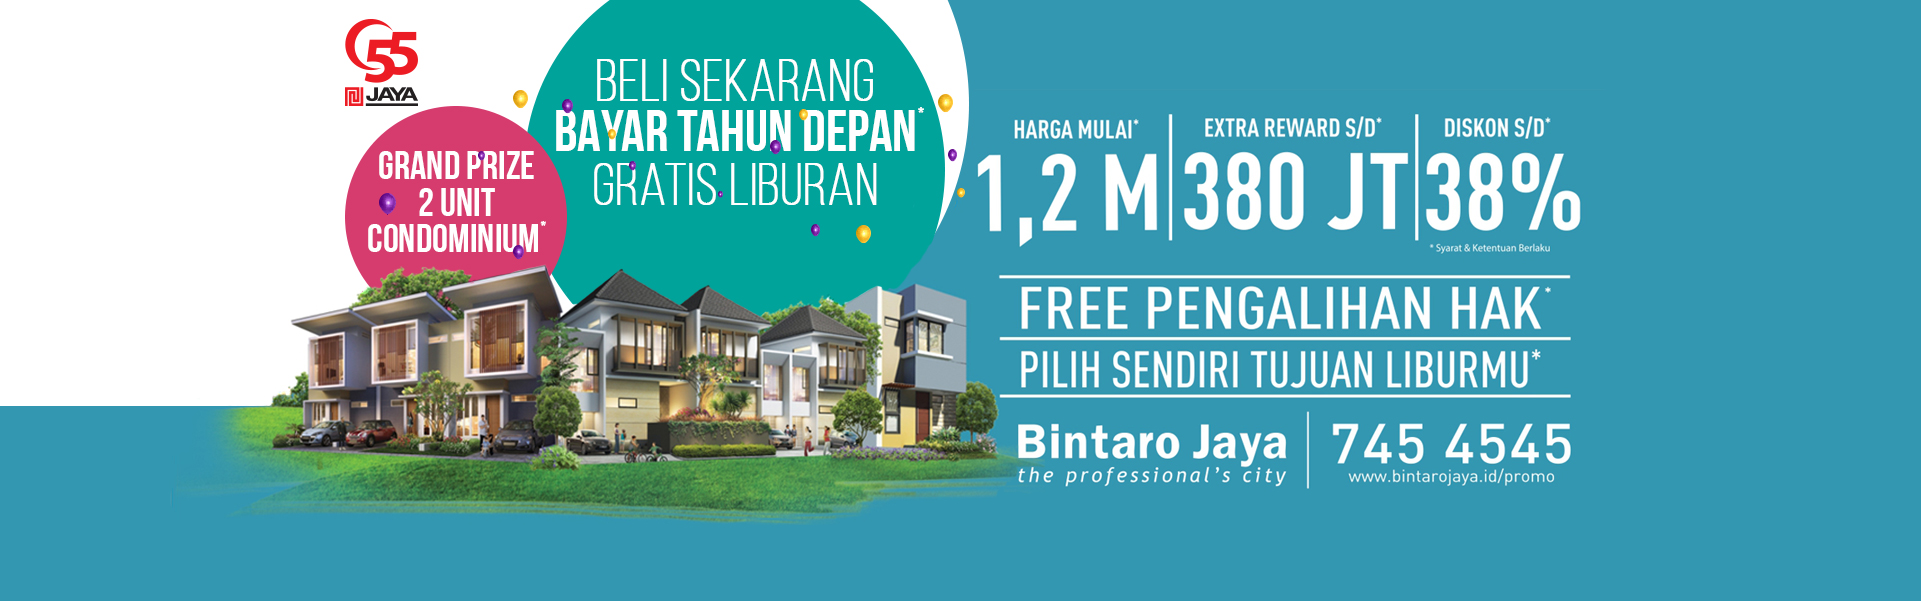 55
JAYA
GRAND PRIZE
2 UNIT
CONDOMINIUM*
BELI SEKARANG
BAYAR TAHUN DEPAN*
GRATIS LIBURAN
HARGA MULAI*
1,2 M
EXTRA REWARD S/D*
380 JT
DISKON S/D*
38%
* Syarat & Ketentuan Berlaku
FREE PENGALIHAN HAK*
PILIH SENDIRI TUJUAN LIBURMU*
Bintaro Jaya
the professional's city
745 4545
www.bintarojaya.id/promo